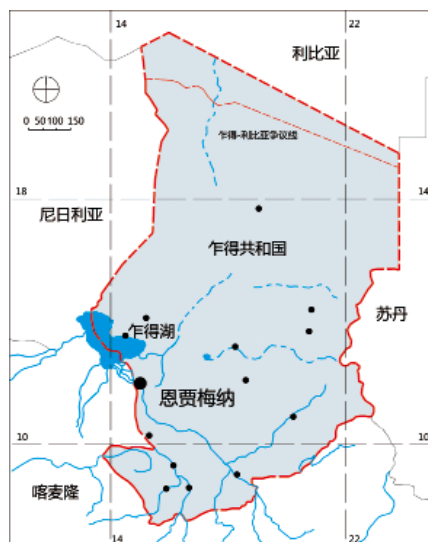 14
22
利比亚
0 50100 150
乍得-利比亚争议线
18
14
尼日利亚
乍得共和国
乍得湖
苏丹
恩贾梅纳
10
10
喀麦隆
14
22